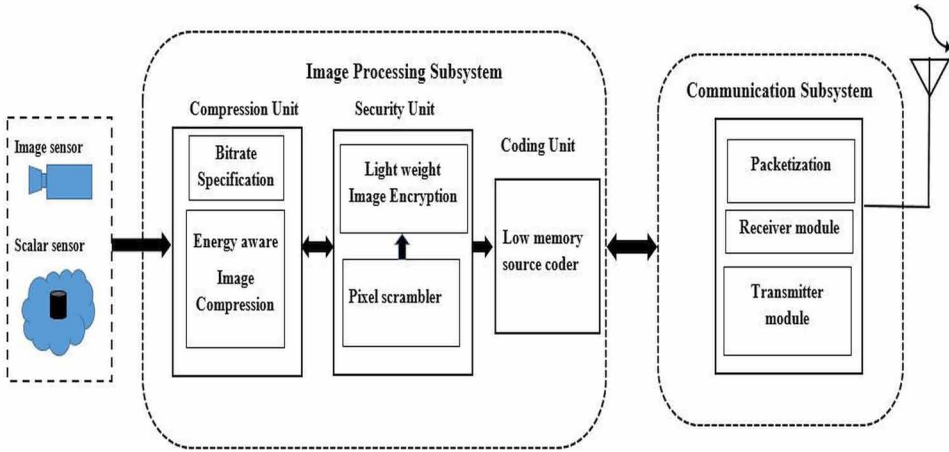 Image Processing Subsystem
Communication Subsystem
Compression Unit
Security Unit
Coding Unit
Image sensor
Scalar sensor
Bitrate
Specification
Energy aware
Image
Compression
Light weight
Image Encryption
Pixel scrambler
Low memory
source coder
Packetization
Receiver module
Transmitter
module